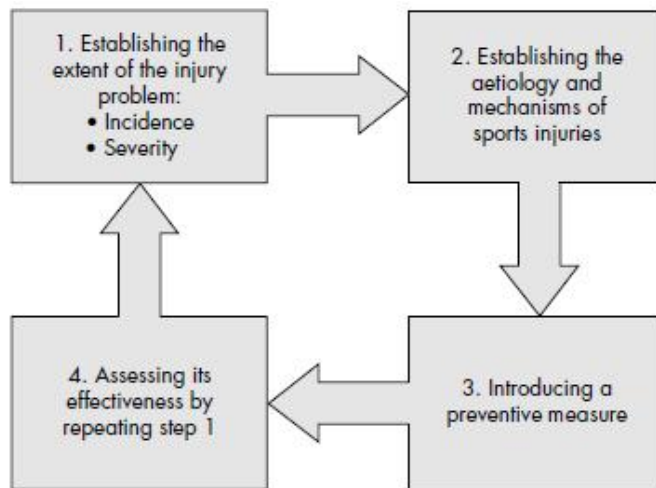 1. Establishing the
extent of the injury
problem:
• Incidence
• Severity
2. Establishing the
aetiology and
mechanisms of
sports injuries
4. Assessing its
effectiveness by
repeating step 1
3. Introducing a
preventive measure